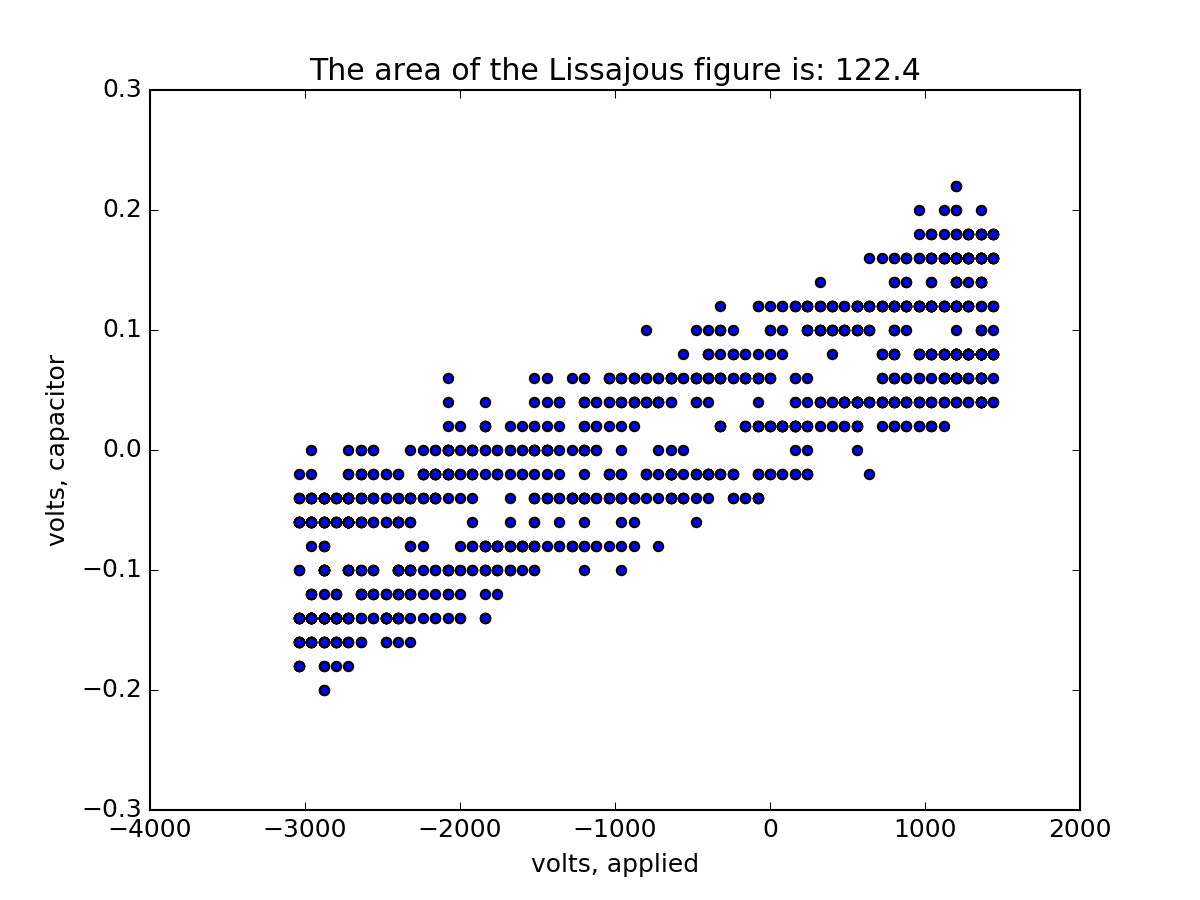 The area of the Lissajous figure is: 122.4
0.3
0.2
0.1
0.0
−0.1
−0.2
−0.3
volts, capacitor
−4000 −3000 −2000 −1000 0 1000 2000
volts, applied